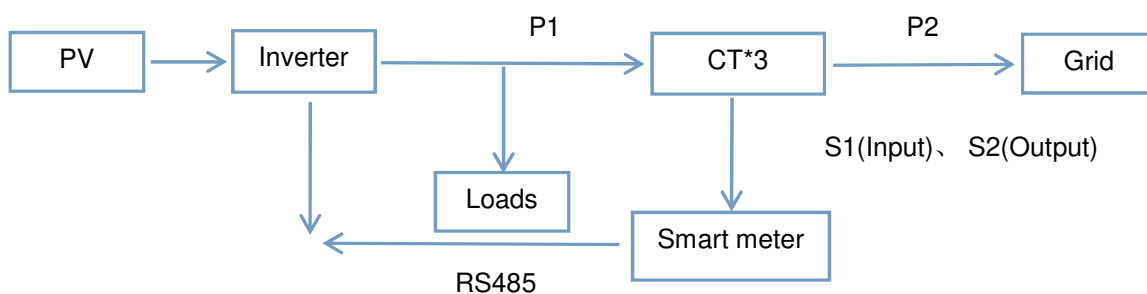 P1
P2
PV
Inverter
CT*3
Grid
S1(Input)、 S2(Output)
Loads
Smart meter
RS485